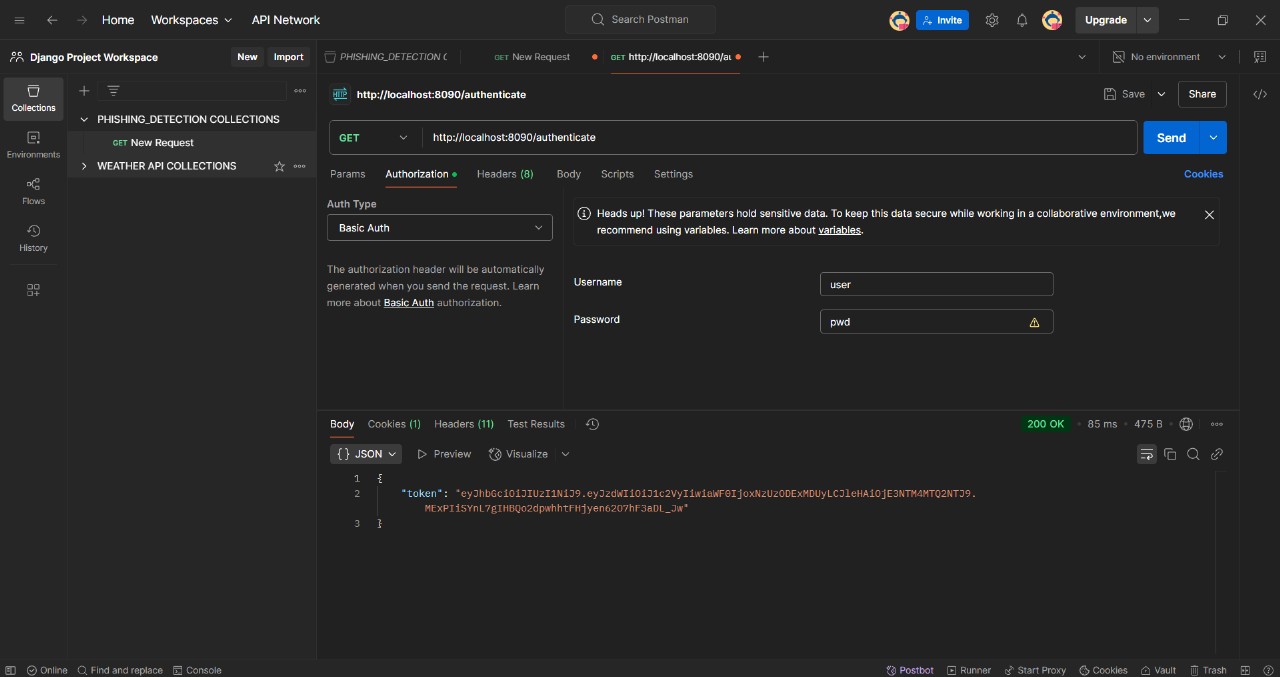 Home Workspaces API Network Search Postman Invite Upgrade
Django Project Workspace New Import PHISHING_DETECTION C GET New Request GET http://localhost:8090/au No environment
Collections
Environments
Flows
History
PHISHING_DETECTION COLLECTIONS
GET New Request
WEATHER API COLLECTIONS
HTTP http://localhost:8090/authenticate Save Share
GET http://localhost:8090/authenticate Send
Params Authorization Headers (8) Body Scripts Settings Cookies
Auth Type
Basic Auth
The authorization header will be automatically
generated when you send the request. Learn
more about Basic Auth authorization.
Heads up! These parameters hold sensitive data. To keep this data secure while working in a collaborative environment,we
recommend using variables. Learn more about variables.
Username user
Password pwd
Body Cookies (1) Headers (11) Test Results 200 OK • 85 ms • 475 B
{} JSON Preview Visualize
1 {
2 "token": "eyJhbGciOiJIUzI1NiJ9.eyJzdWIiOiJ1c2VyIiwiaWF0IjoxNzUzODExMDUyLCJleHAiOjE3NTM4MTQ2NTJ9.
MExPIiSYnL7gIHBQo2dpwhhtFHjyen62O7hF3aDL_Jw"
3 }
Online Find and replace Console Postbot Runner Start Proxy Cookies Vault Trash